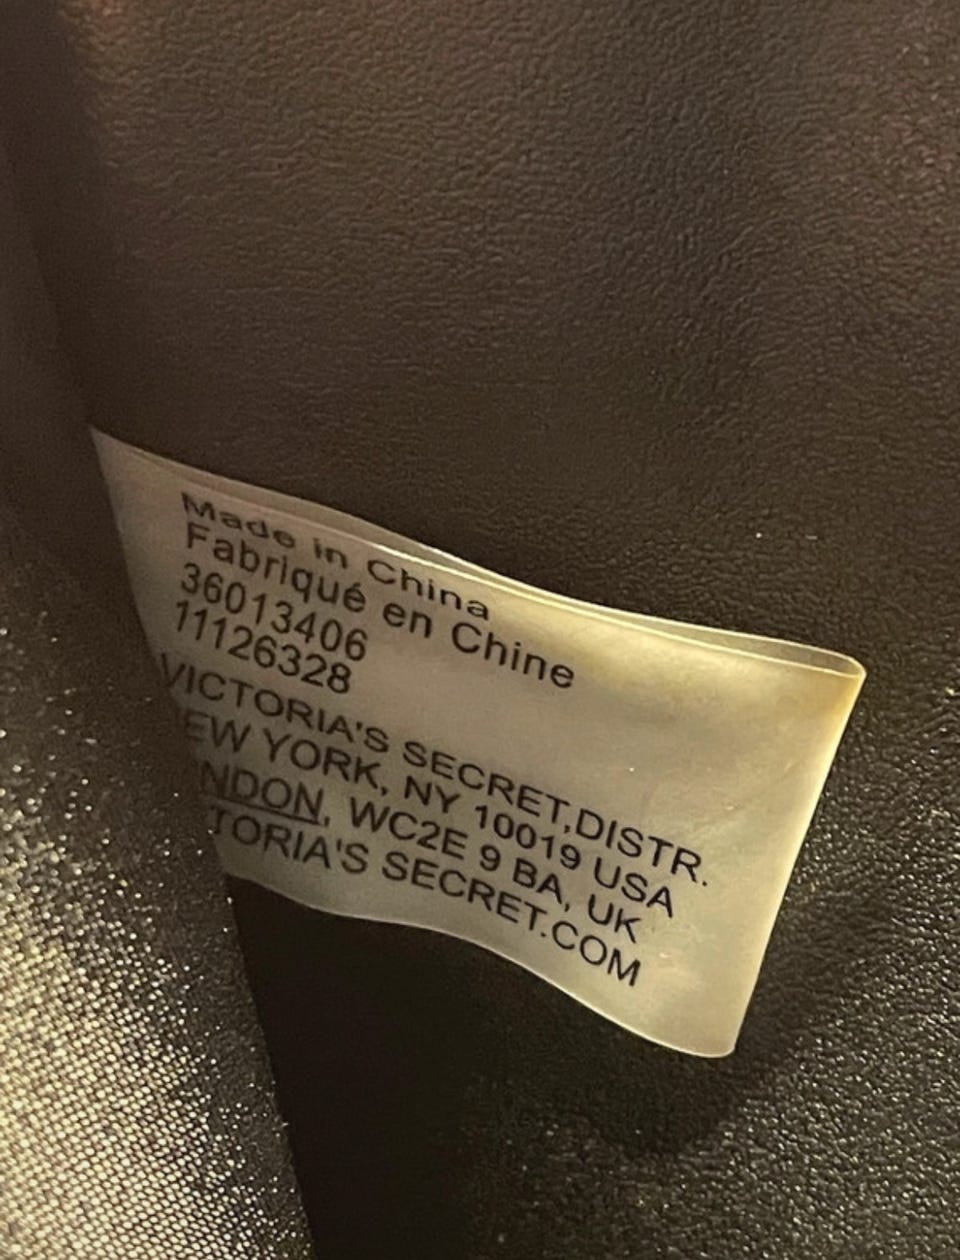 Made in China
Fabriqué en Chine
36013406
11126328
VICTORIA'S SECRET,DISTR.
EW YORK, NY 10019 USA
NDON, WC2E 9 BA, UK
TORIA'S SECRET.COM